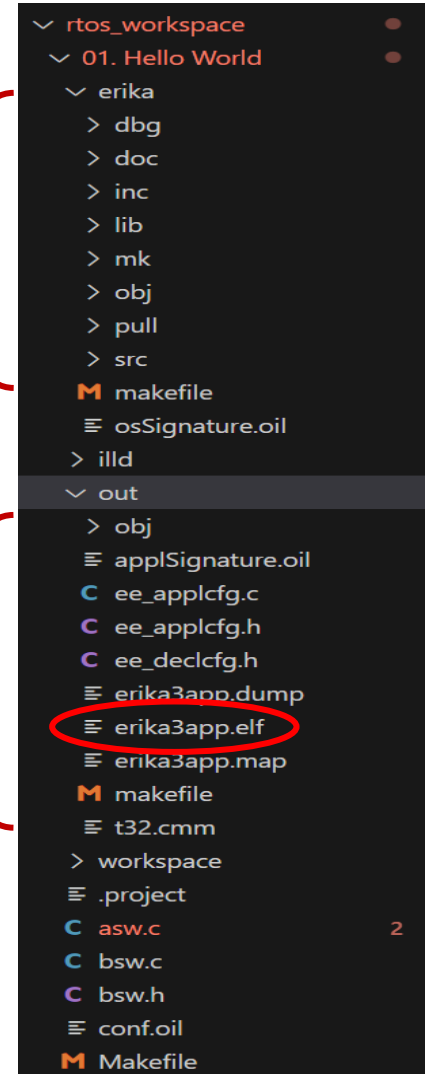 rtos_workspace
01. Hello World
erika
dbg
doc
inc
lib
mk
obj
pull
src
M makefile
osSignature.oil
illd
out
obj
applSignature.oil
C ee_applcfg.c
C ee_applcfg.h
C ee_declcfg.h
erika3app.dump
erika3app.elf
erika3app.map
M makefile
t32.cmm
workspace
.project
C asw.c 2
C bsw.c
C bsw.h
conf.oil
M Makefile